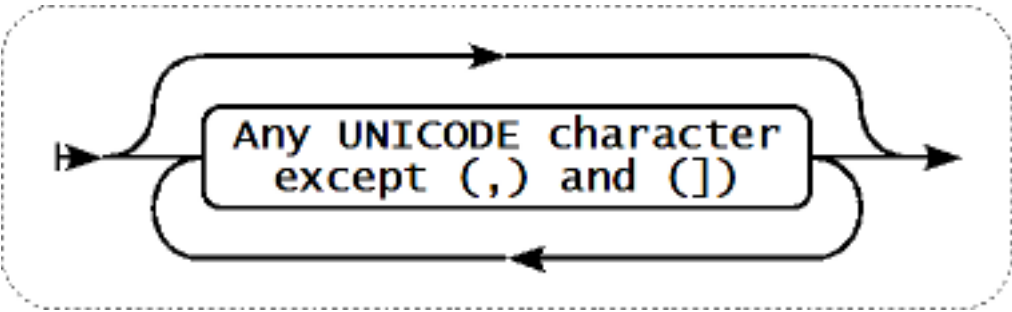 Any UNICODE character
except (,) and (])